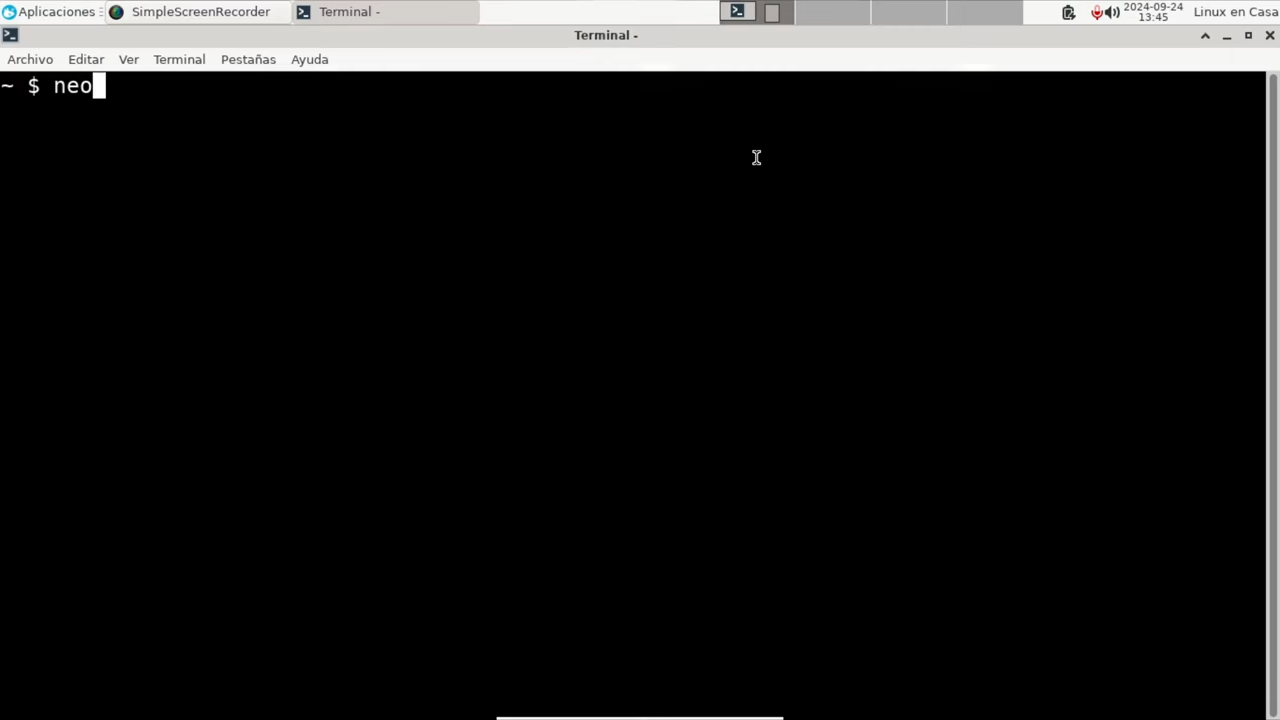 Aplicaciones SimpleScreenRecorder Terminal - 2024-09-24 Linux en Casa
13:45
Terminal -
Archivo Editar Ver Terminal Pestañas Ayuda
~ $ neo